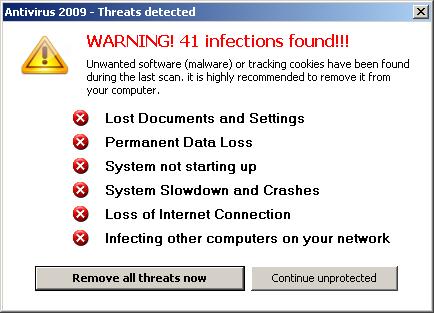 Antivirus 2009 - Threats detected
WARNING! 41 infections found!!!
Unwanted software (malware) or tracking cookies have been found
during the last scan. it is highly recommended to remove it from
your computer.
Lost Documents and Settings
Permanent Data Loss
System not starting up
System Slowdown and Crashes
Loss of Internet Connection
Infecting other computers on your network
Remove all threats now
Continue unprotected